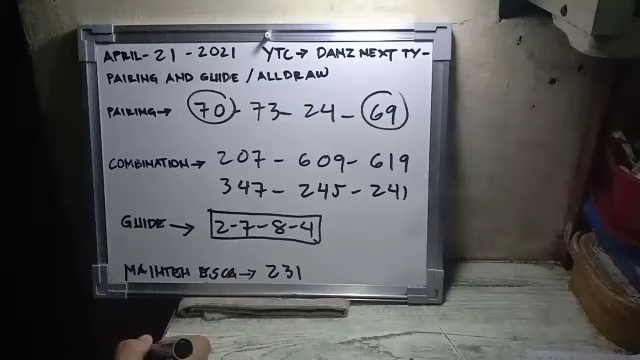 APRIL-21-2021 YTC→ DANZ NEXT TY-
PAIRING AND GUIDE / ALLDRAW
PAIRING→ 70- 73- 24- 69
COMBINATION→ 207 - 609- 619
347- 245- 241
GUIDE → 2-7-8-4
→ 231